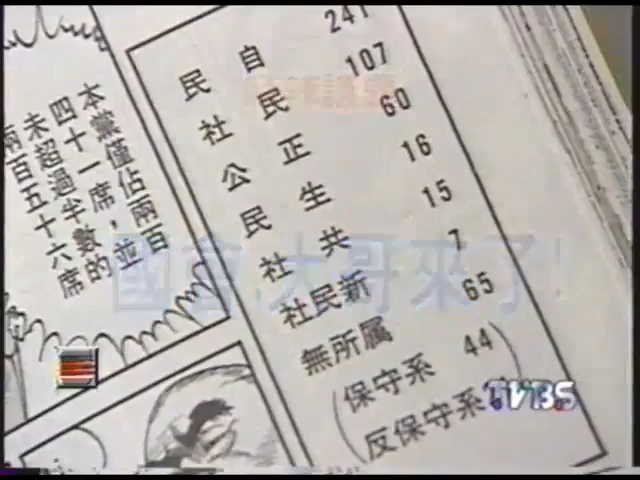 本黨僅佔兩百
四十一席，並
未超過半數的
兩百五十六席
民 自 241
社 民 107
公 正 60
民 生 16
社 共 15
社民新 7
無所属 65
(保守系 44)
反保守系
國會大哥來了!
TVBS